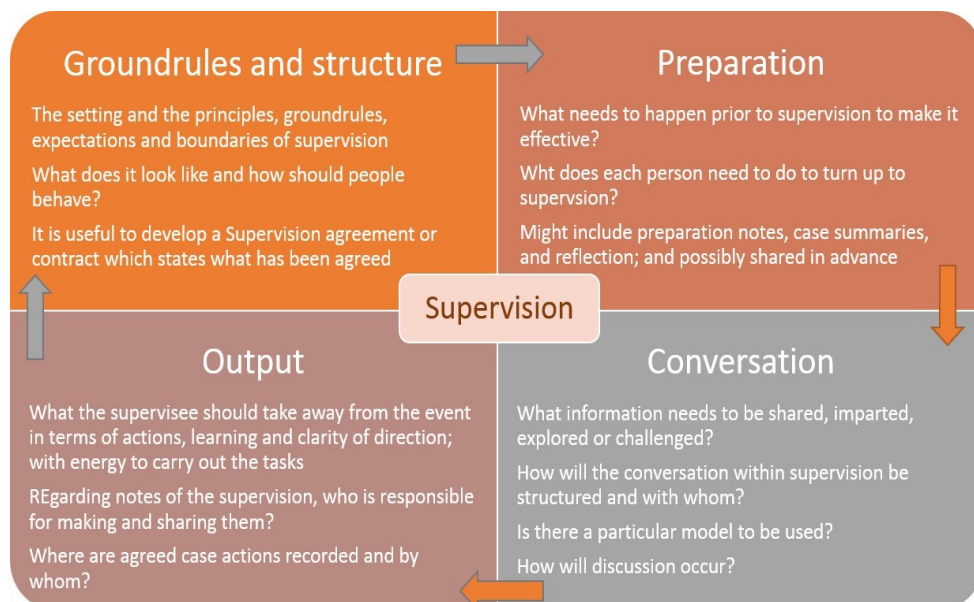 Groundrules and structure
The setting and the principles, groundrules,
expectations and boundaries of supervision
What does it look like and how should people
behave?
It is useful to develop a Supervision agreement or
contract which states what has been agreed
Preparation
What needs to happen prior to supervision to make it
effective?
Wht does each person need to do to turn up to
supervsion?
Might include preparation notes, case summaries,
and reflection; and possibly shared in advance
Supervision
Output
What the supervisee should take away from the event
in terms of actions, learning and clarity of direction;
with energy to carry out the tasks
REgarding notes of the supervision, who is responsible
for making and sharing them?
Where are agreed case actions recorded and by
whom?
Conversation
What information needs to be shared, imparted,
explored or challenged?
How will the conversation within supervision be
structured and with whom?
Is there a particular model to be used?
How will discussion occur?